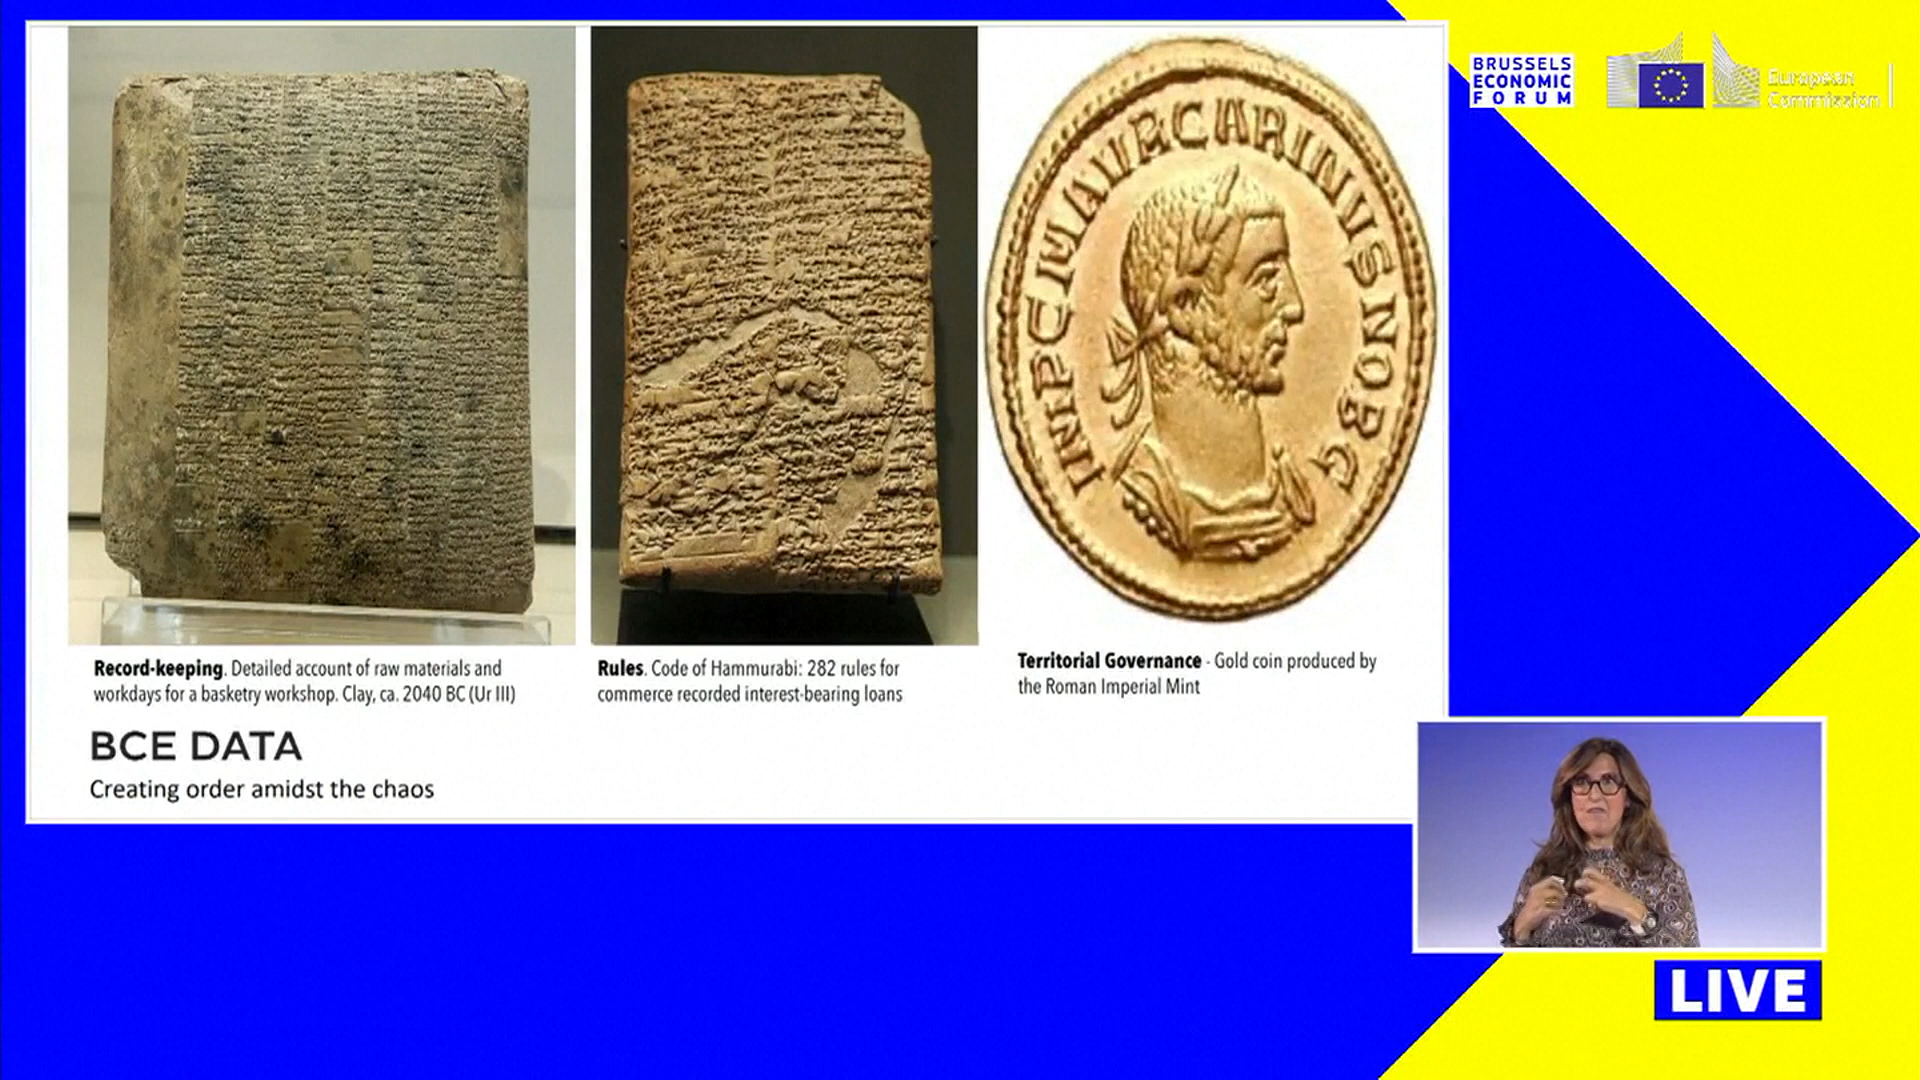 BRUSSELS
ECONOMIC
FORUM
European
Commission
IMPCMAVRCARINVSNOBC
Record-keeping. Detailed account of raw materials and
workdays for a basketry workshop. Clay, ca. 2040 BC (Ur III)
Rules. Code of Hammurabi: 282 rules for
commerce recorded interest-bearing loans
Territorial Governance - Gold coin produced by
the Roman Imperial Mint
BCE DATA
Creating order amidst the chaos
LIVE